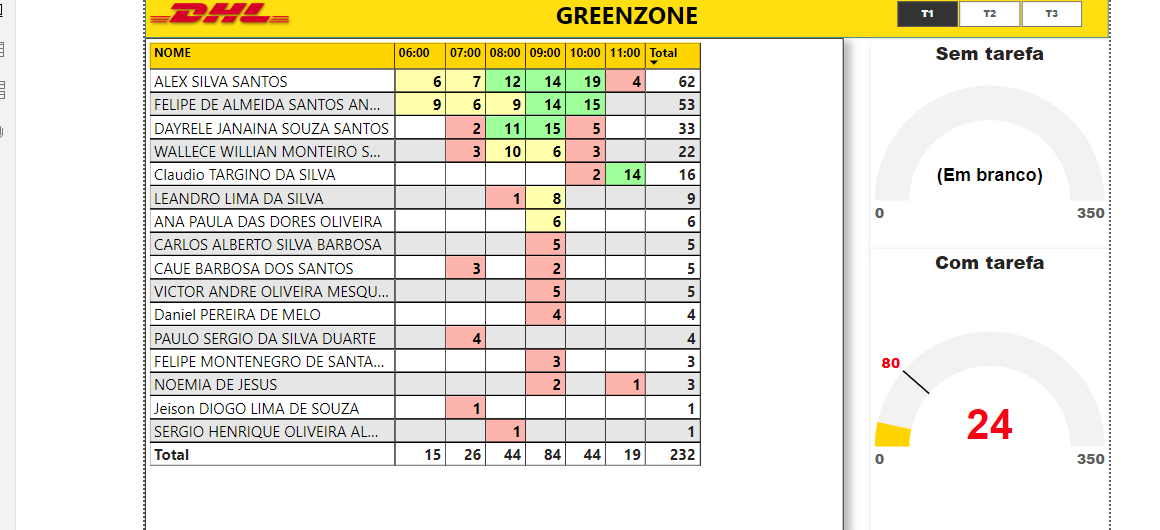 DHL
GREENZONE
T1 T2 T3
NOME 06:00 07:00 08:00 09:00 10:00 11:00 Total
ALEX SILVA SANTOS 6 7 12 14 19 4 62
FELIPE DE ALMEIDA SANTOS AN... 9 6 9 14 15 53
DAYRELE JANAINA SOUZA SANTOS 2 11 15 5 33
WALLECE WILLIAN MONTEIRO S... 3 10 6 3 22
Claudio TARGINO DA SILVA 2 14 16
LEANDRO LIMA DA SILVA 1 8 9
ANA PAULA DAS DORES OLIVEIRA 6 6
CARLOS ALBERTO SILVA BARBOSA 5 5
CAUE BARBOSA DOS SANTOS 3 2 5
VICTOR ANDRE OLIVEIRA MESQU... 5 5
Daniel PEREIRA DE MELO 4 4
PAULO SERGIO DA SILVA DUARTE 4 4
FELIPE MONTENEGRO DE SANTA... 3 3
NOEMIA DE JESUS 2 1 3
Jeison DIOGO LIMA DE SOUZA 1 1
SERGIO HENRIQUE OLIVEIRA AL... 1 1
Total 15 26 44 84 44 19 232
Sem tarefa
(Em branco)
0 350
Com tarefa
80
24
0 350